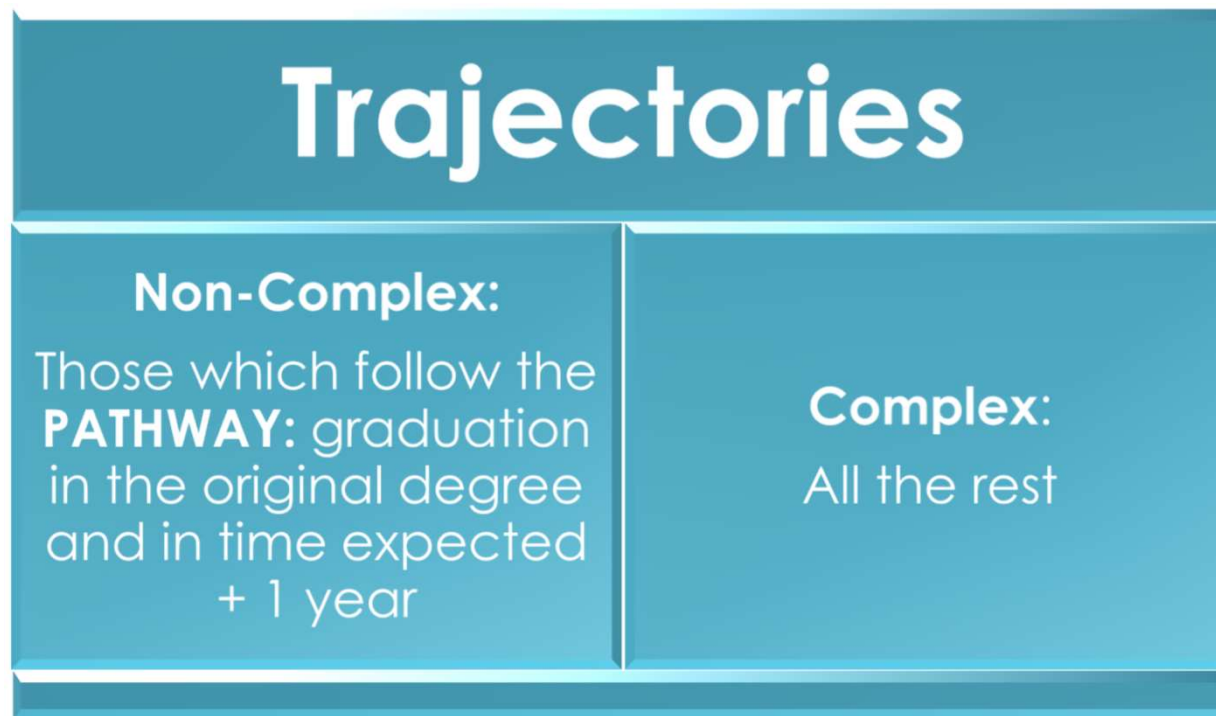 Trajectories
Non-Complex:
Those which follow the
PATHWAY: graduation
in the original degree
and in time expected
+ 1 year
Complex:
All the rest